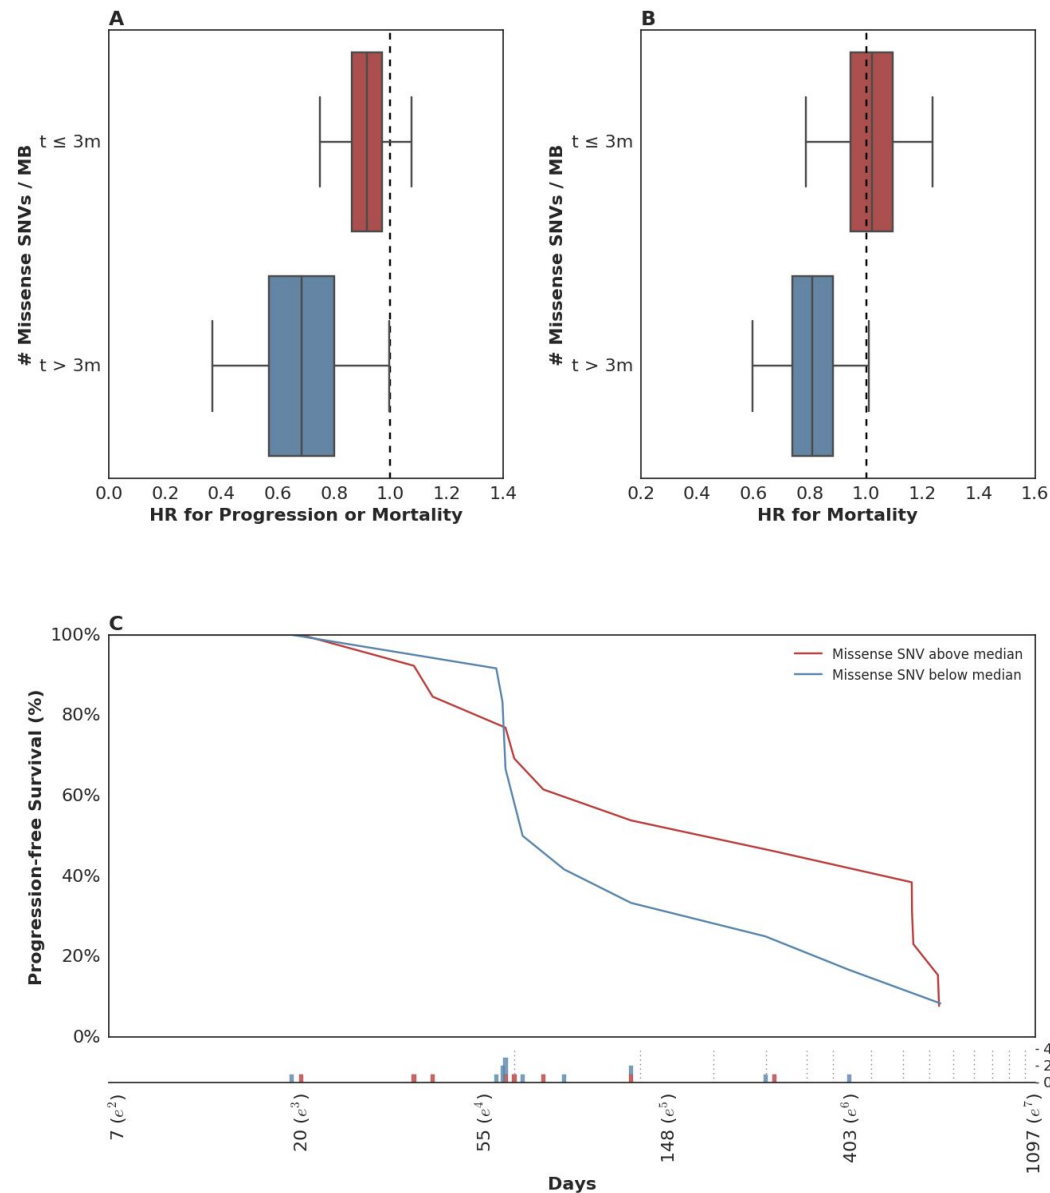 A
B
# Missense SNVs / MB
t ≤ 3m
t > 3m
# Missense SNVs / MB
t ≤ 3m
t > 3m
0.0 0.2 0.4 0.6 0.8 1.0 1.2 1.4
0.2 0.4 0.6 0.8 1.0 1.2 1.4 1.6
HR for Progression or Mortality
HR for Mortality
C
Progression-free Survival (%)
100%
80%
60%
40%
20%
0%
Missense SNV above median
Missense SNV below median
4
2
0
7 (e²) 20 (e³) 55 (e⁴) 148 (e⁵) 403 (e⁶) 1097 (e⁷)
Days